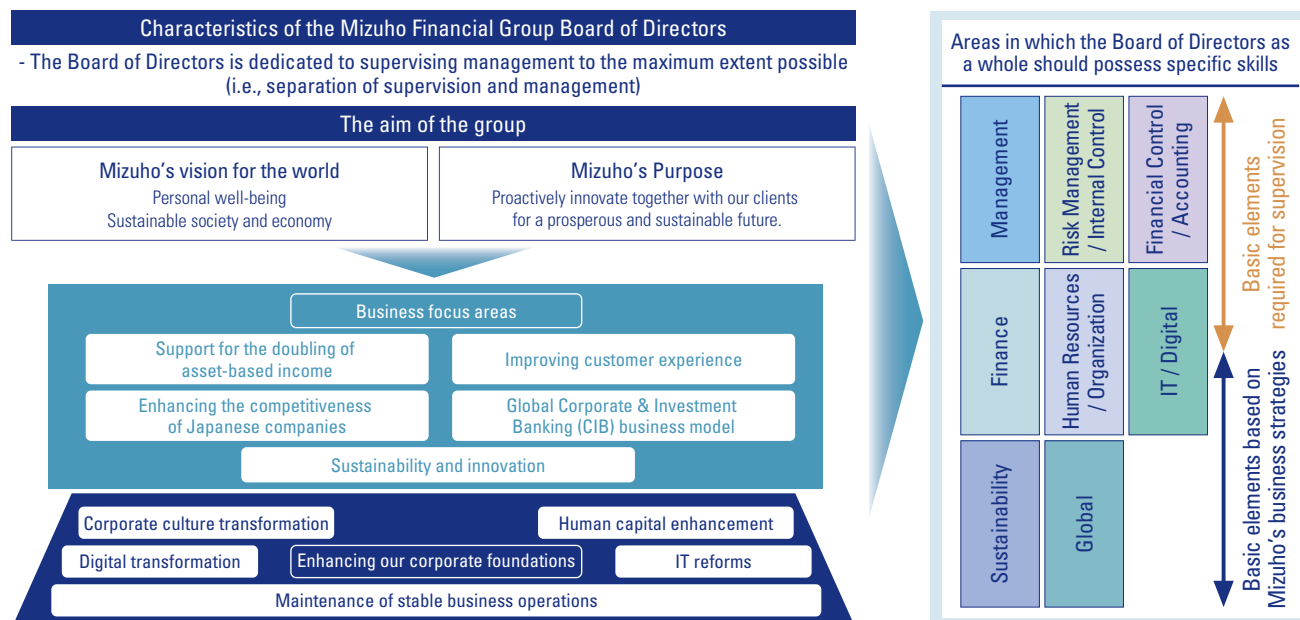 Characteristics of the Mizuho Financial Group Board of Directors
- The Board of Directors is dedicated to supervising management to the maximum extent possible
(i.e., separation of supervision and management)
The aim of the group
Mizuho's vision for the world
Personal well-being
Sustainable society and economy
Mizuho's Purpose
Proactively innovate together with our clients
for a prosperous and sustainable future.
Business focus areas
Support for the doubling of
asset-based income
Improving customer experience
Enhancing the competitiveness
of Japanese companies
Global Corporate & Investment
Banking (CIB) business model
Sustainability and innovation
Corporate culture transformation
Human capital enhancement
Digital transformation
Enhancing our corporate foundations
IT reforms
Maintenance of stable business operations
Areas in which the Board of Directors as
a whole should possess specific skills
Management
Risk Management
/ Internal Control
Financial Control
/ Accounting
Finance
Human Resources
/ Organization
IT / Digital
Sustainability
Global
Basic elements
required for supervision
Basic elements based on
Mizuho's business strategies